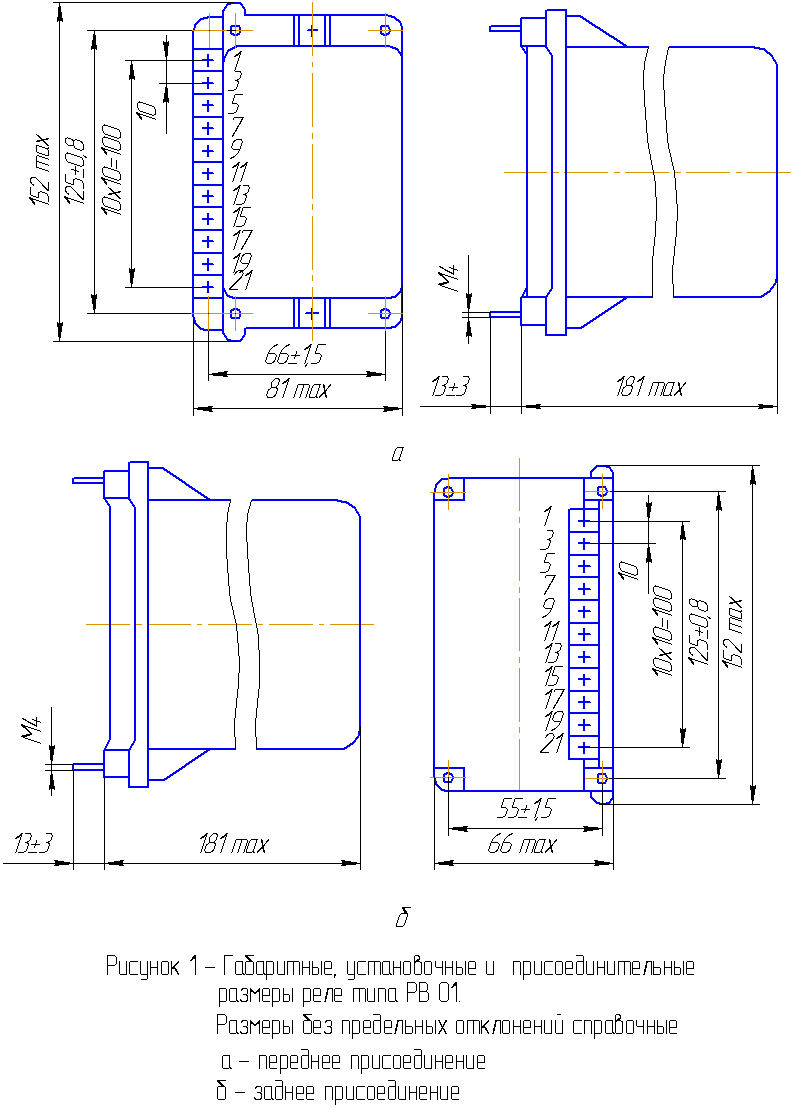 1
3
5
7
9
11
13
15
17
19
21
10
10x10=100
125±0,8
152 max
66±1,5
81 max
М4
13±3
181 max
а
М4
13±3
181 max
1
3
5
7
9
11
13
15
17
19
21
10
10x10=100
125±0,8
152 max
55±1,5
66 max
б
Рисунок 1 – Габаритные, установочные и присоединительные
размеры реле типа РВ 01.
Размеры без предельных отклонений справочные
а – переднее присоединение
б – заднее присоединение